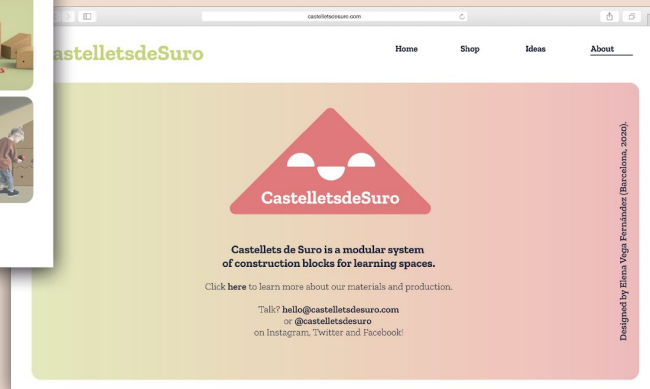 castelletsdesuro.com
astelletsdeSuro
Home Shop Ideas About
CastelletsdeSuro
Castellets de Suro is a modular system
of construction blocks for learning spaces.
Click here to learn more about our materials and production.
Talk? hello@castelletsdesuro.com
or @castelletsdesuro
on Instagram, Twitter and Facebook!
Designed by Elena Vega Fernández (Barcelona, 2020).